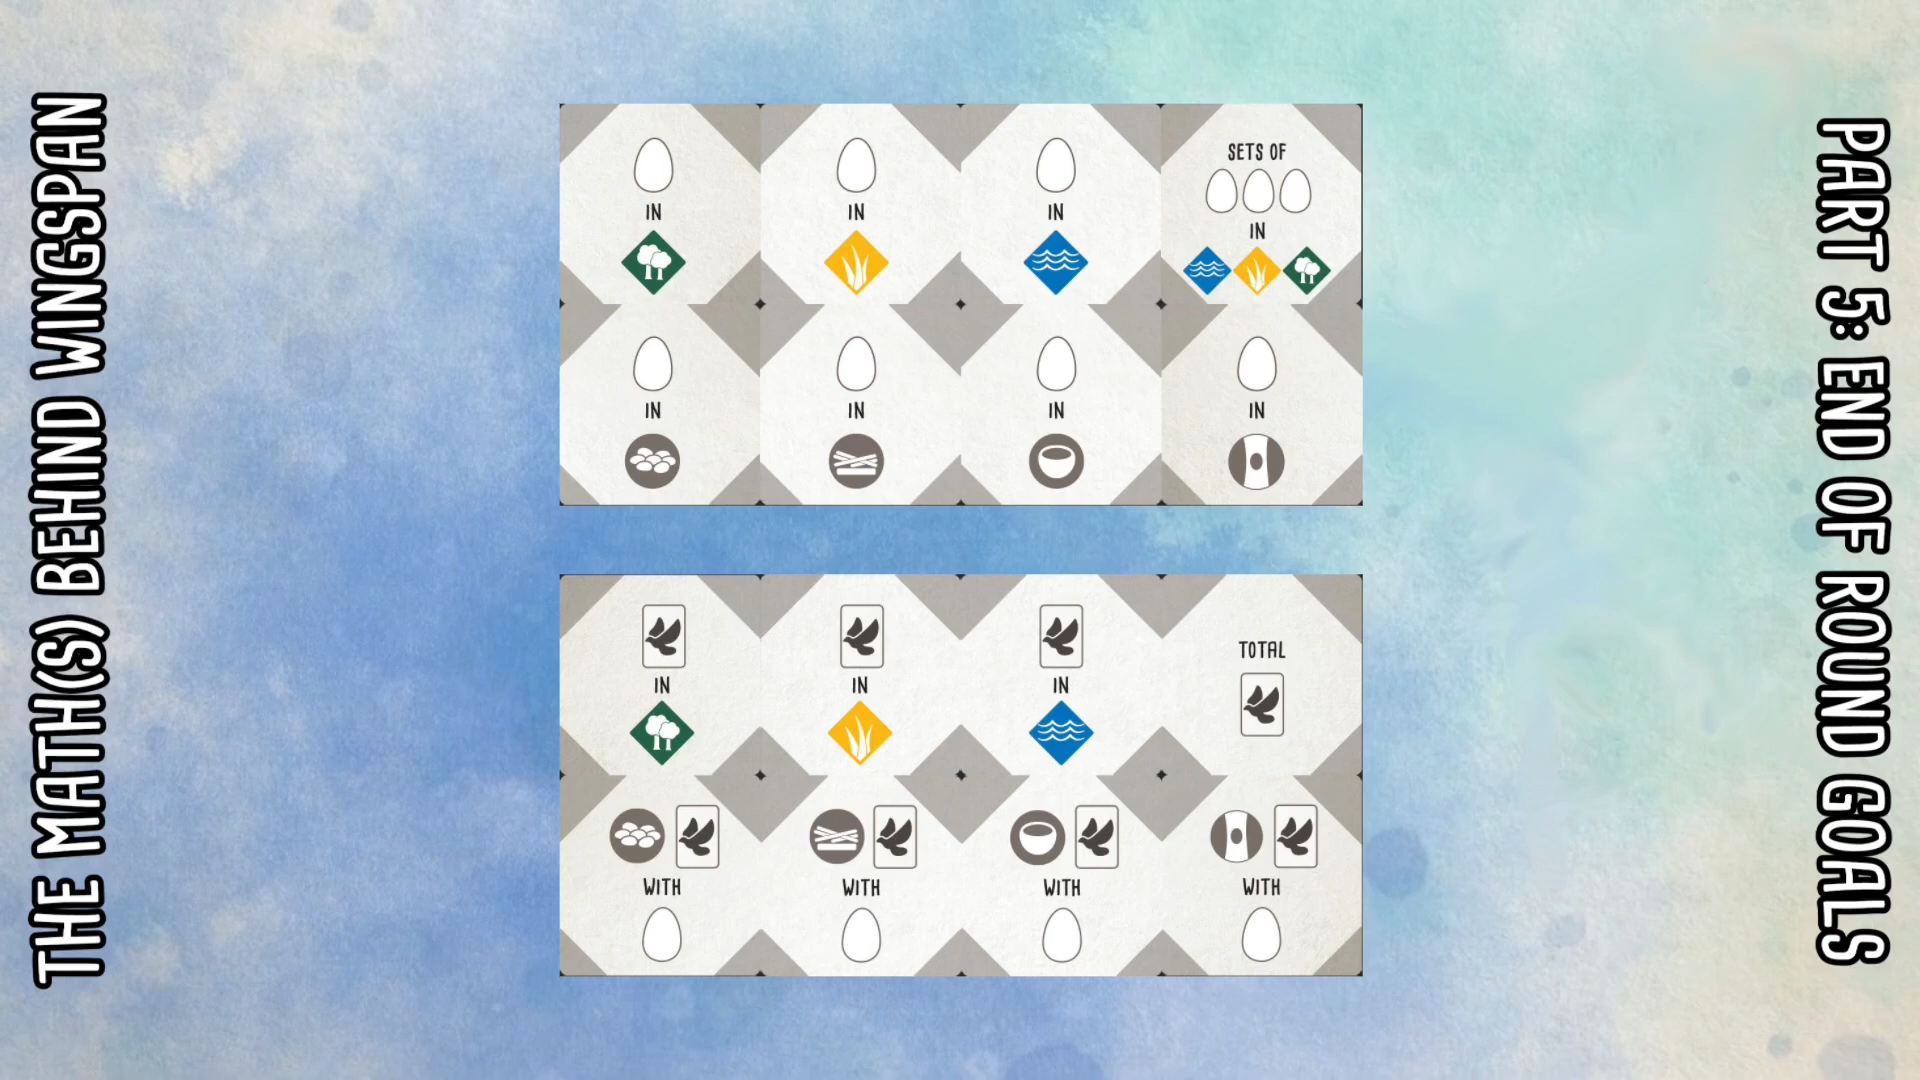 THE MATH(S) BEHIND WINGSPAN
SETS OF
IN
IN
IN
IN
IN
IN
IN
IN
IN
IN
IN
TOTAL
WITH
WITH
WITH
WITH
PART 5: END OF ROUND GOALS